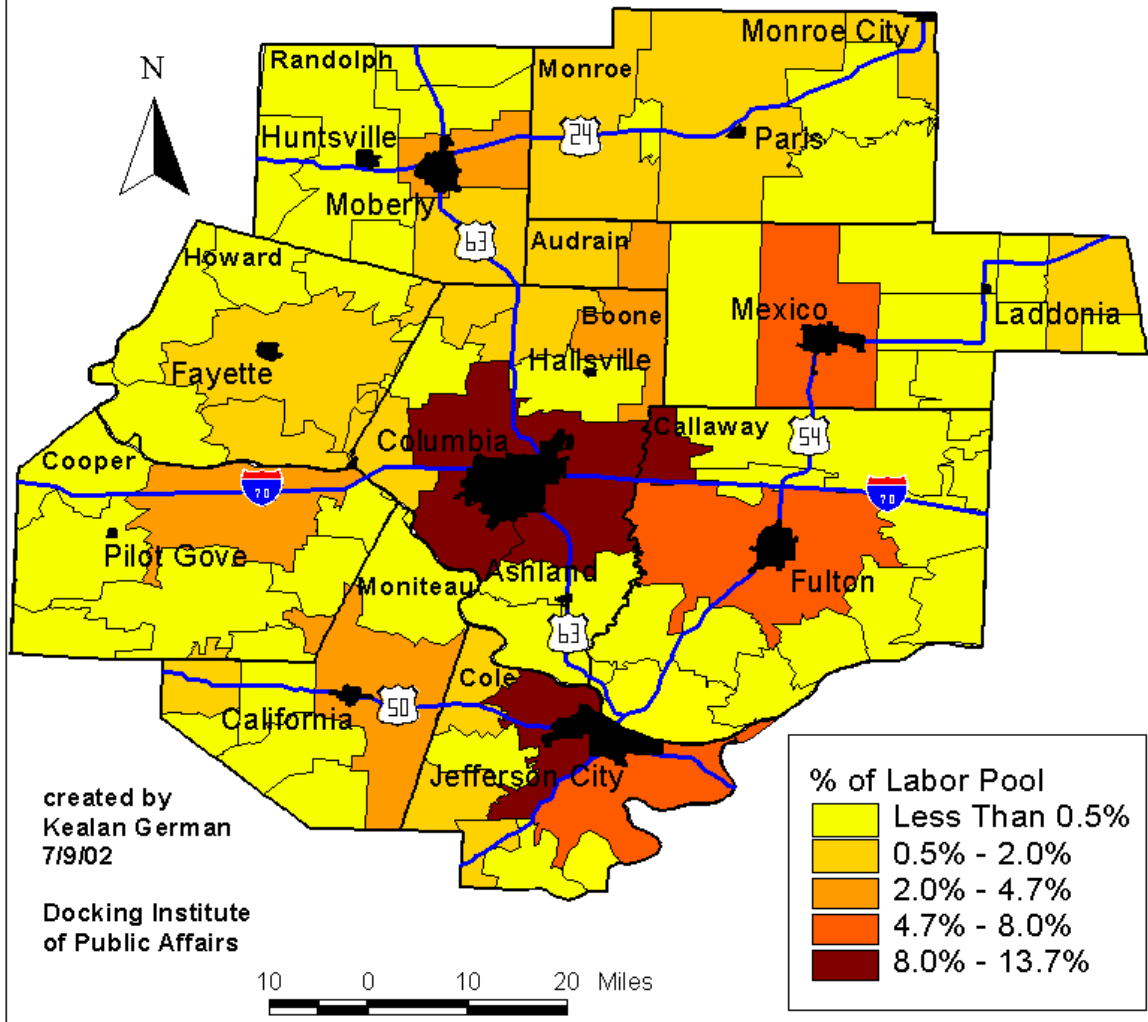 Monroe City
Randolph
Monroe
N
24
Huntsville
Paris
Moberly
63
Audrain
Howard
Mexico
Boone
Laddonia
Hallsville
Fayette
Callaway
54
Columbia
Cooper
70
70
Pilot Gove
Ashland
Fulton
Moniteau
63
Cole
50
California
Jefferson City
% of Labor Pool
Less Than 0.5%
0.5% - 2.0%
2.0% - 4.7%
4.7% - 8.0%
8.0% - 13.7%
created by
Kealan German
7/9/02
Docking Institute
of Public Affairs
10 0 10 20 Miles